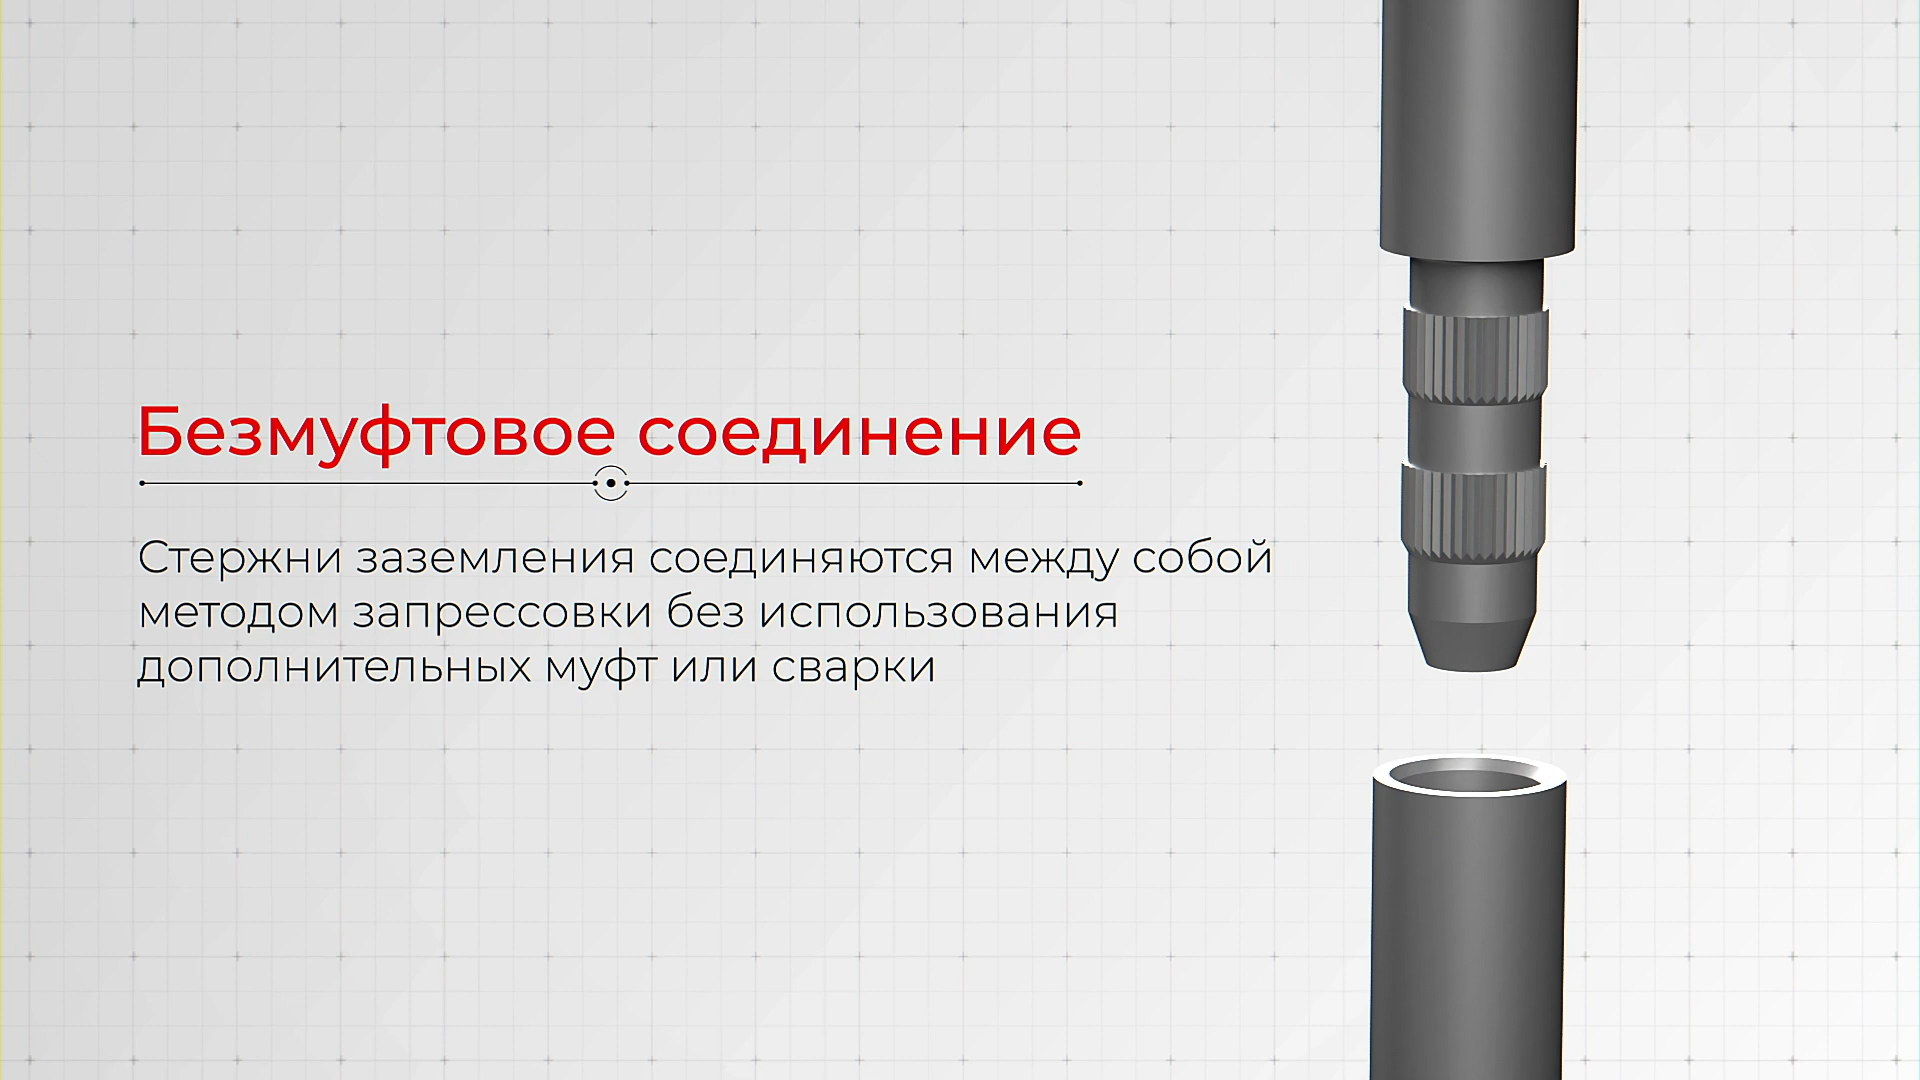 Безмуфтовое соединение
Стержни заземления соединяются между собой
методом запрессовки без использования
дополнительных муфт или сварки